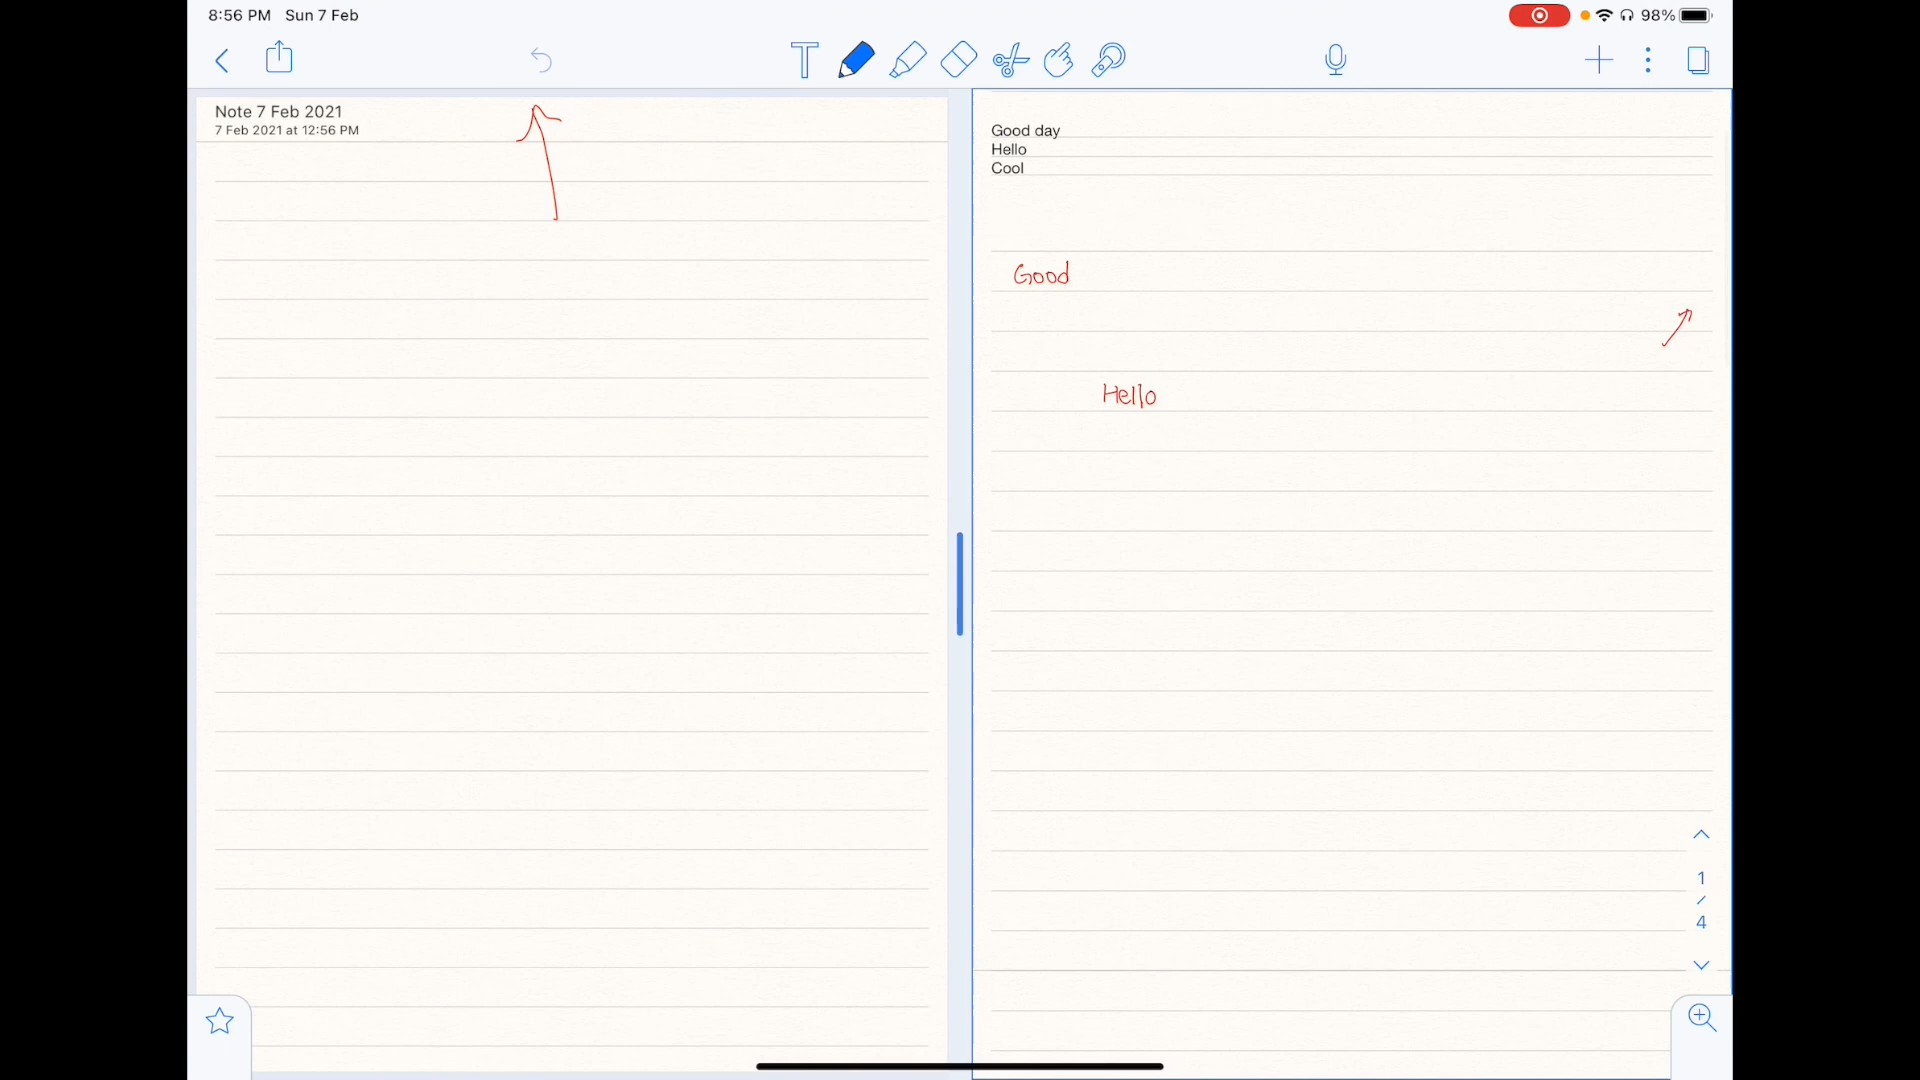 8:56 PM Sun 7 Feb
98%
T
Note 7 Feb 2021
7 Feb 2021 at 12:56 PM
Good day
Hello
Cool
Good
Hello
1
/
4